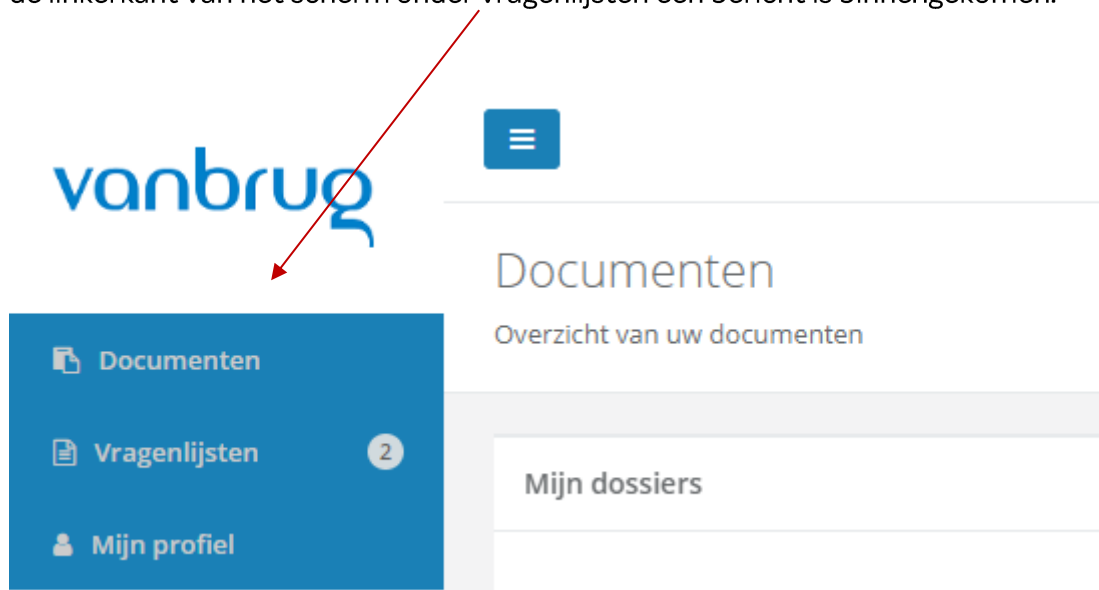 de linkerkant van het scherm onder vragenlijsten een bericht is binnengekomen.
vanbrug
Documenten
Overzicht van uw documenten
Documenten
Vragenlijsten 2
Mijn profiel
Mijn dossiers